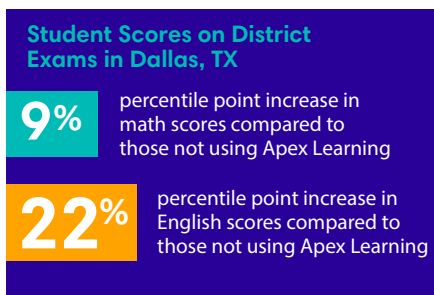 Student Scores on District
Exams in Dallas, TX
9%
percentile point increase in
math scores compared to
those not using Apex Learning
22%
percentile point increase in
English scores compared to
those not using Apex Learning